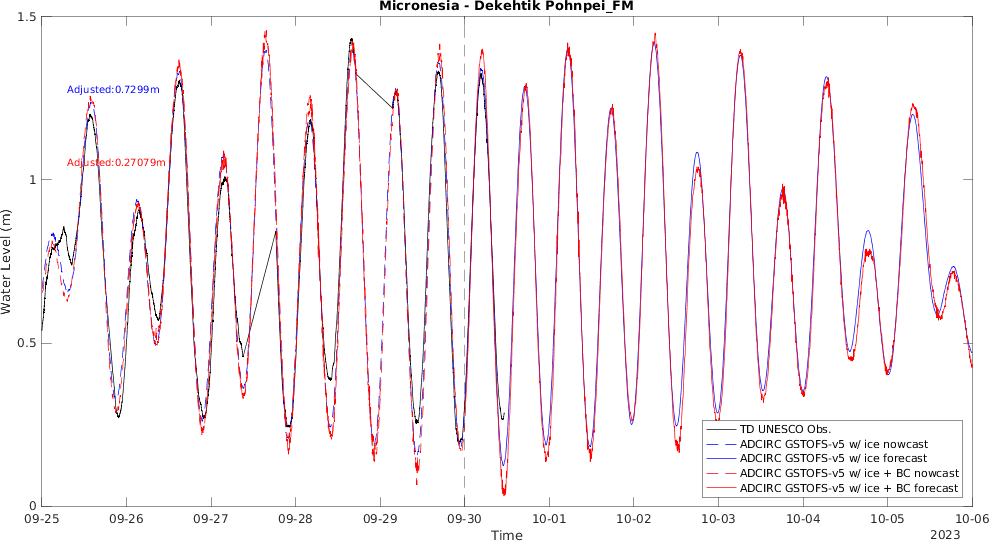 Micronesia - Dekehtik Pohnpei_FM
Water Level (m)
1.5
1
0.5
0
Adjusted:0.7299m
Adjusted:0.27079m
TD UNESCO Obs.
ADCIRC GSTOFS-v5 w/ ice nowcast
ADCIRC GSTOFS-v5 w/ ice forecast
ADCIRC GSTOFS-v5 w/ ice + BC nowcast
ADCIRC GSTOFS-v5 w/ ice + BC forecast
09-25 09-26 09-27 09-28 09-29 09-30 10-01 10-02 10-03 10-04 10-05 10-06
Time
2023